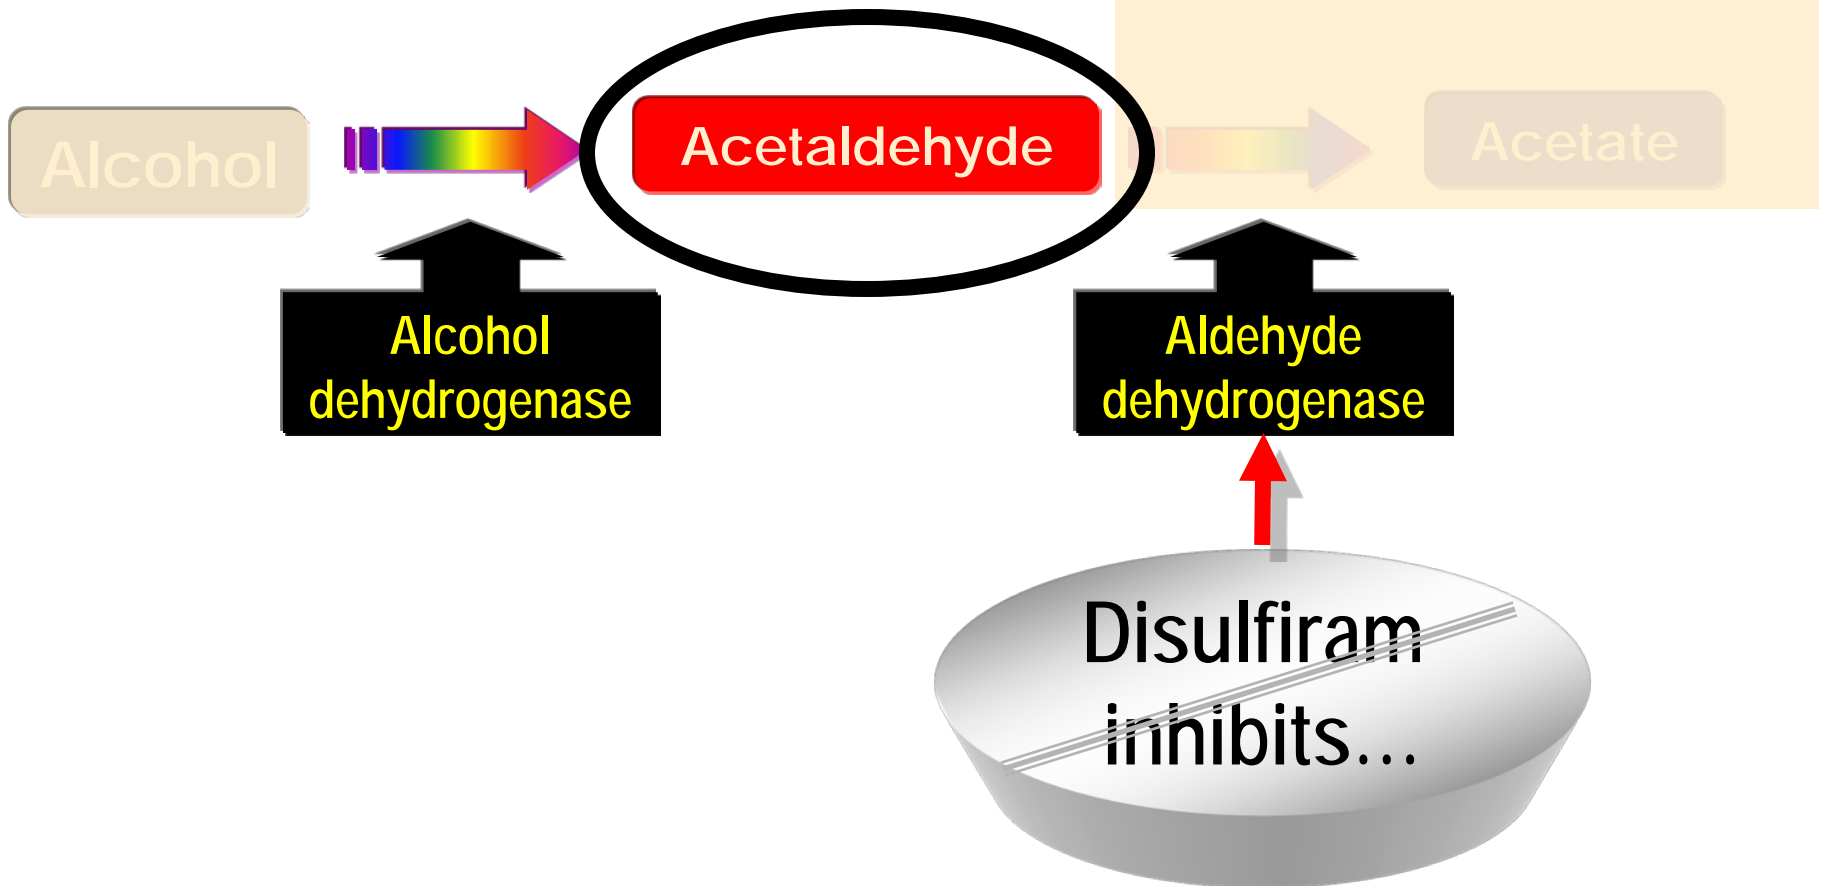 Alcohol
Acetaldehyde
Acetate
Alcohol
dehydrogenase
Aldehyde
dehydrogenase
Disulfiram
inhibits...